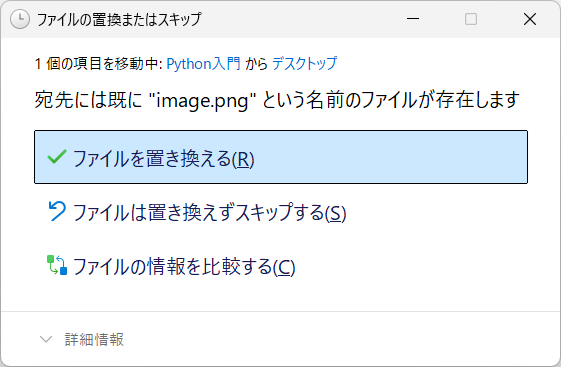 ファイルの置換またはスキップ
1 個の項目を移動中: Python入門 から デスクトップ
宛先には既に "image.png" という名前のファイルが存在します
ファイルを置き換える(R)
ファイルは置き換えずスキップする(S)
ファイルの情報を比較する(C)
詳細情報